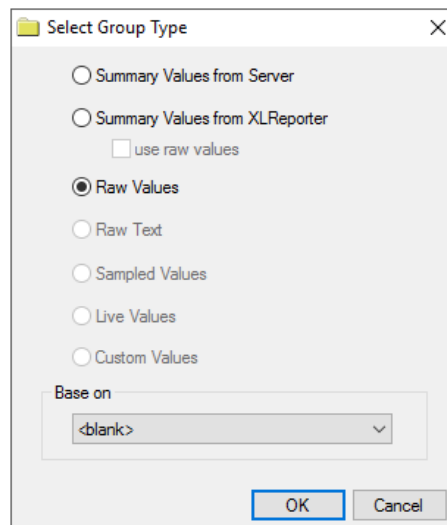 Select Group Type
Summary Values from Server
Summary Values from XLReporter
use raw values
Raw Values
Raw Text
Sampled Values
Live Values
Custom Values
Base on
<blank>
OK Cancel